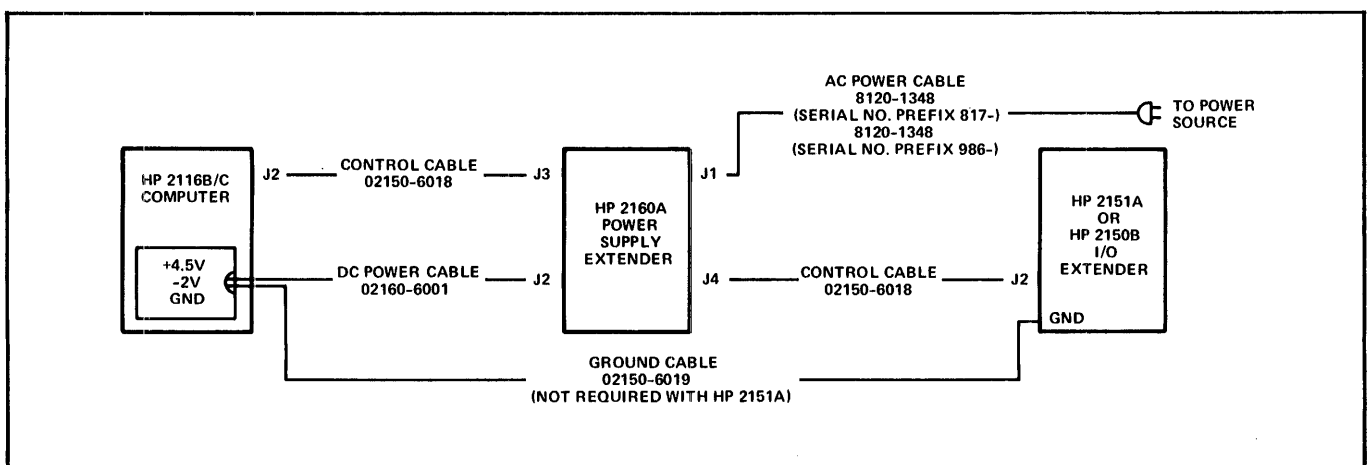 AC POWER CABLE
8120-1348
(SERIAL NO. PREFIX 817-)
8120-1348
(SERIAL NO. PREFIX 986-)
TO POWER
SOURCE
HP 2116B/C
COMPUTER
J2
CONTROL CABLE
02150-6018
J3
HP 2160A
POWER
SUPPLY
EXTENDER
J1
HP 2151A
OR
HP 2150B
I/O
EXTENDER
+4.5V
-2V
GND
DC POWER CABLE
02160-6001
J2
J4
CONTROL CABLE
02150-6018
J2
GND
GROUND CABLE
02150-6019
(NOT REQUIRED WITH HP 2151A)